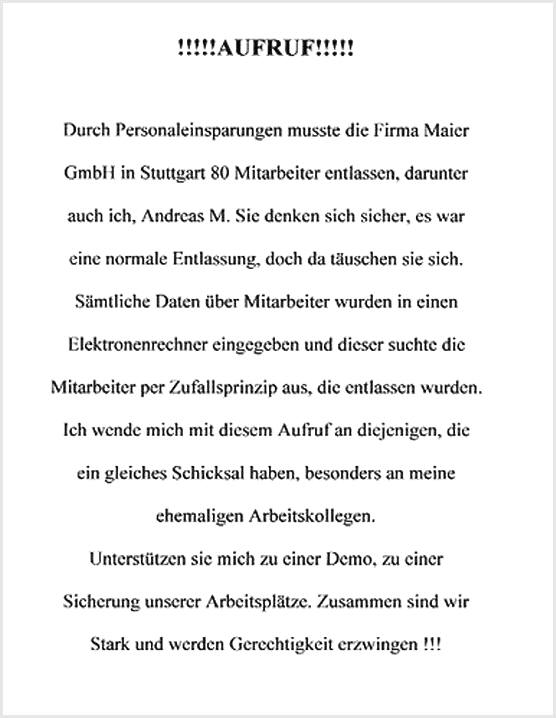 !!!!!AUFRUF!!!!!
Durch Personaleinsparungen musste die Firma Maier
GmbH in Stuttgart 80 Mitarbeiter entlassen, darunter
auch ich, Andreas M. Sie denken sich sicher, es war
eine normale Entlassung, doch da täuschen sie sich.
Sämtliche Daten über Mitarbeiter wurden in einen
Elektronenrechner eingegeben und dieser suchte die
Mitarbeiter per Zufallsprinzip aus, die entlassen wurden.
Ich wende mich mit diesem Aufruf an diejenigen, die
ein gleiches Schicksal haben, besonders an meine
ehemaligen Arbeitskollegen.
Unterstützen sie mich zu einer Demo, zu einer
Sicherung unserer Arbeitsplätze. Zusammen sind wir
Stark und werden Gerechtigkeit erzwingen !!!